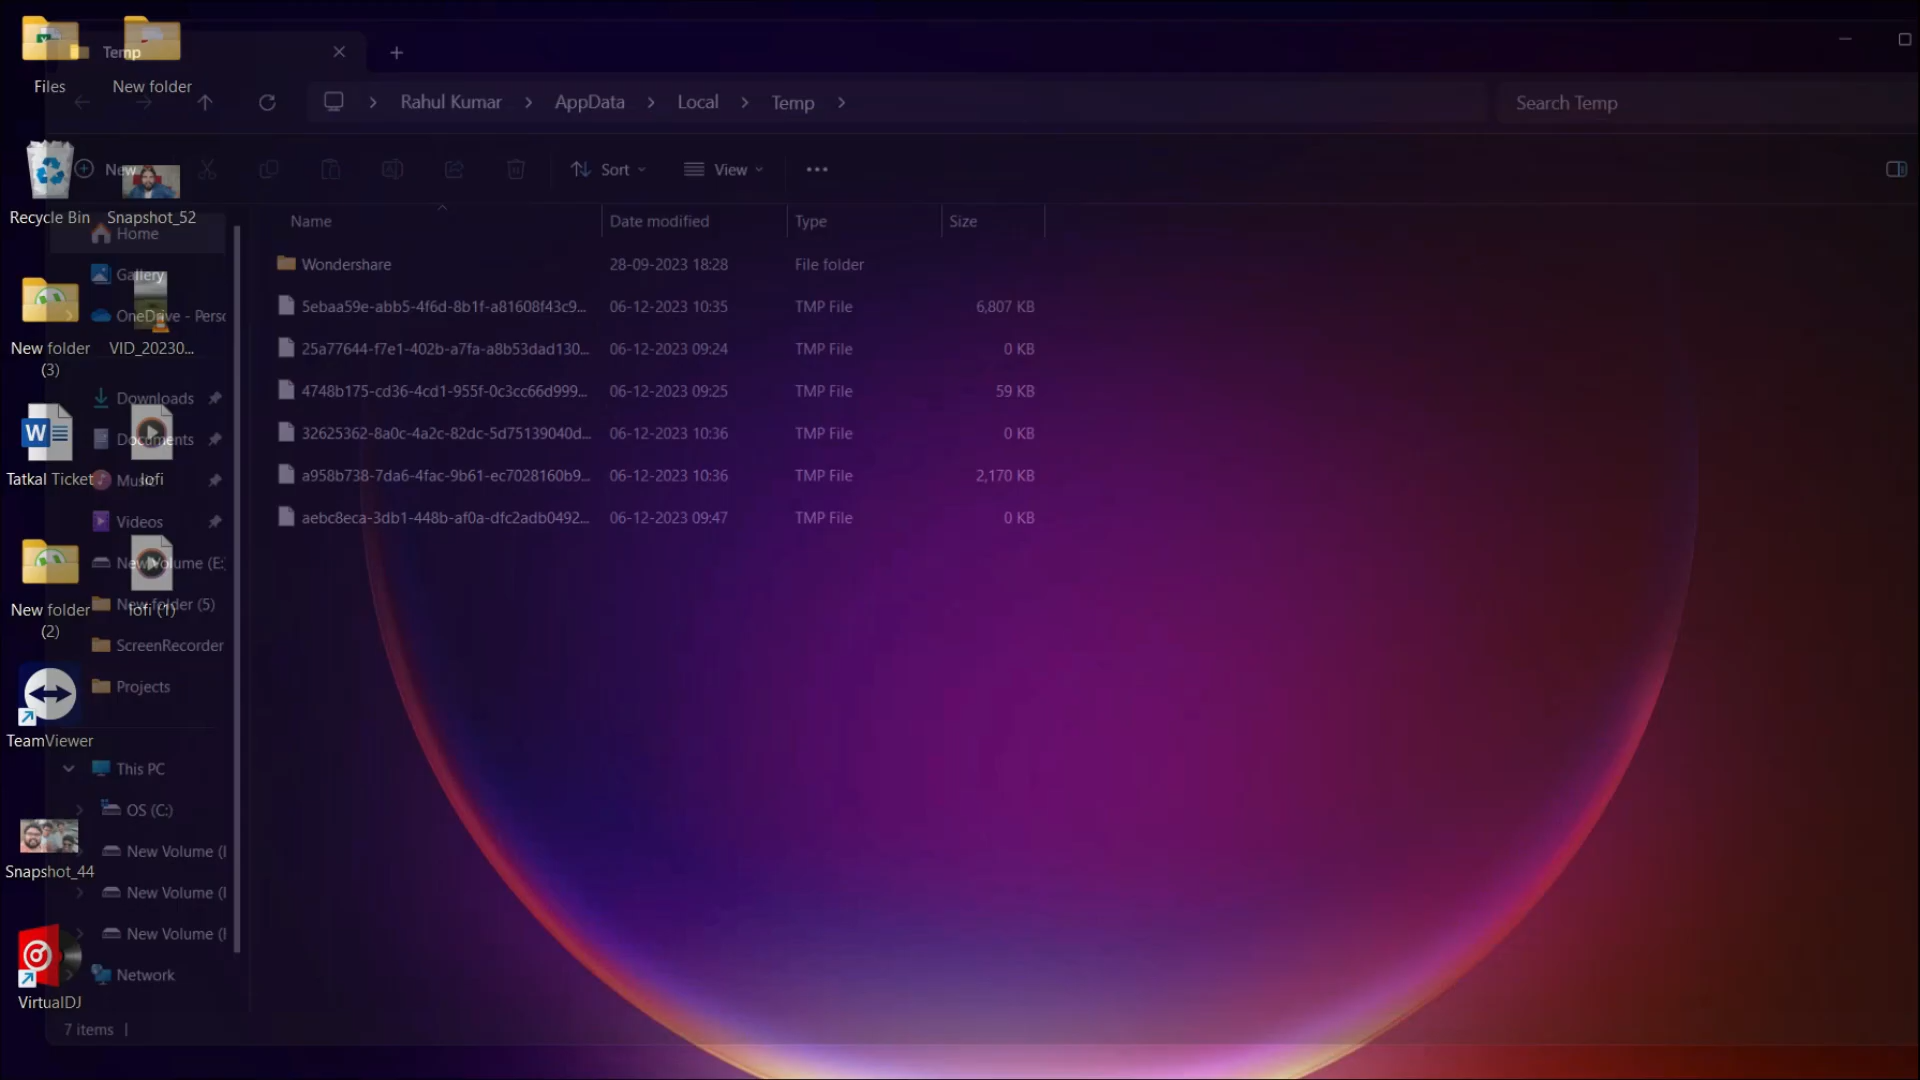 Temp
Rahul Kumar
AppData
Local
Temp
Search Temp
New
Sort
View
Name
Date modified
Type
Size
Wondershare
28-09-2023 18:28
File folder
5ebaa59e-abb5-4f6d-8b1f-a81608f43c9...
06-12-2023 10:35
TMP File
6,807 KB
25a77644-f7e1-402b-a7fa-a8b53dad130...
06-12-2023 09:24
TMP File
0 KB
4748b175-cd36-4cd1-955f-0c3cc66d999...
06-12-2023 09:25
TMP File
59 KB
32625362-8a0c-4a2c-82dc-5d75139040d...
06-12-2023 10:36
TMP File
0 KB
a958b738-7da6-4fac-9b61-ec7028160b9...
06-12-2023 10:36
TMP File
2,170 KB
aebc8eca-3db1-448b-af0a-dfc2adb0492...
06-12-2023 09:47
TMP File
0 KB
Home
Gallery
OneDrive - Perso
Downloads
Documents
Music
Videos
New Volume (E:
New folder (5)
ScreenRecorder
Projects
This PC
OS (C:)
New Volume (
New Volume (
New Volume (
Network
7 items
Files
Recycle Bin
New folder
(3)
W
Tatkal Ticket
New folder
(2)
TeamViewer
Snapshot_44
VirtualDJ
New folder
Snapshot_52
VID_20230...
lofi
lofi (1)